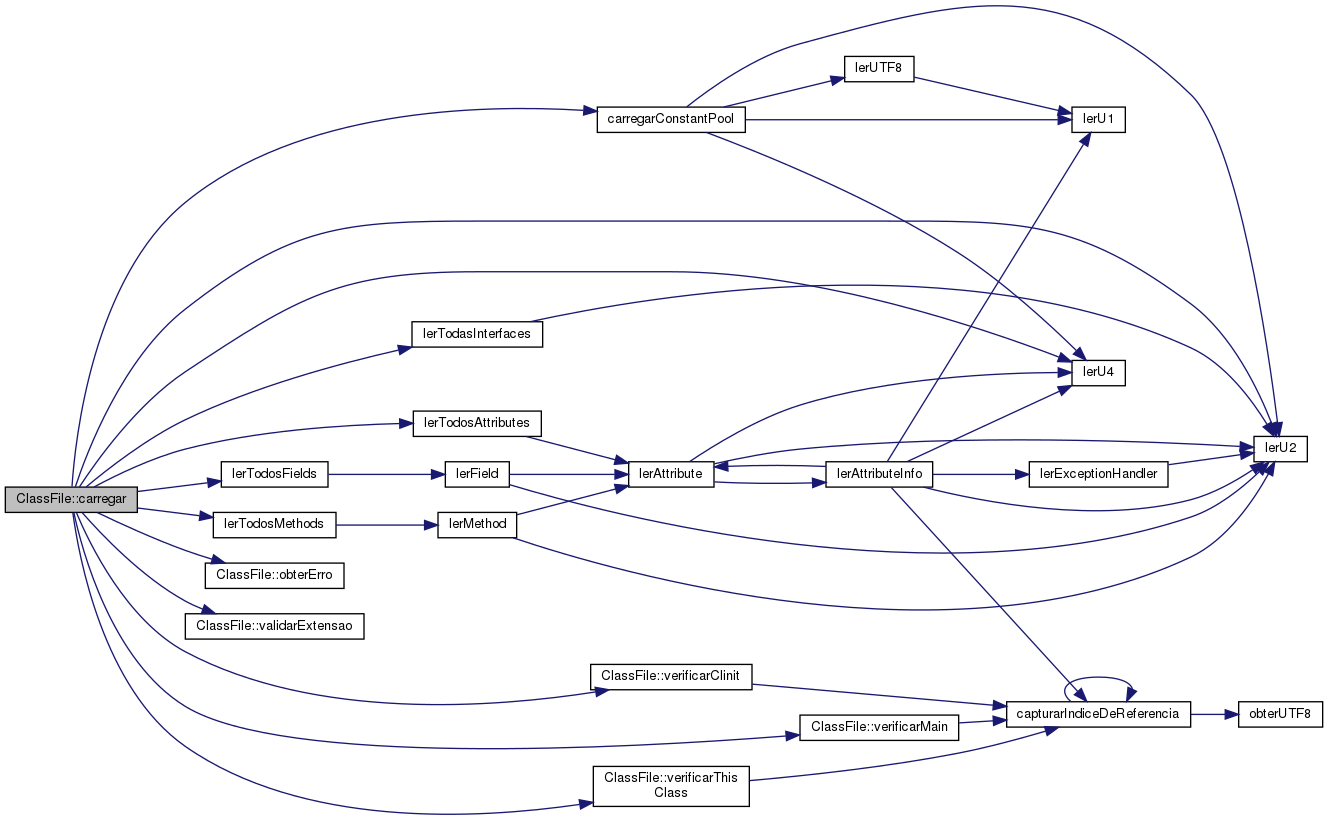 lerUTF8
carregarConstantPool
lerU1
lerTodasInterfaces
lerU4
lerTodosAttributes
lerU2
lerTodosFields
lerField
lerAttribute
lerAttributeInfo
lerExceptionHandler
ClassFile::carregar
lerTodosMethods
lerMethod
ClassFile::obterErro
ClassFile::validarExtensao
ClassFile::verificarClinit
capturarIndiceDeReferencia
obterUTF8
ClassFile::verificarMain
ClassFile::verificarThis
Class